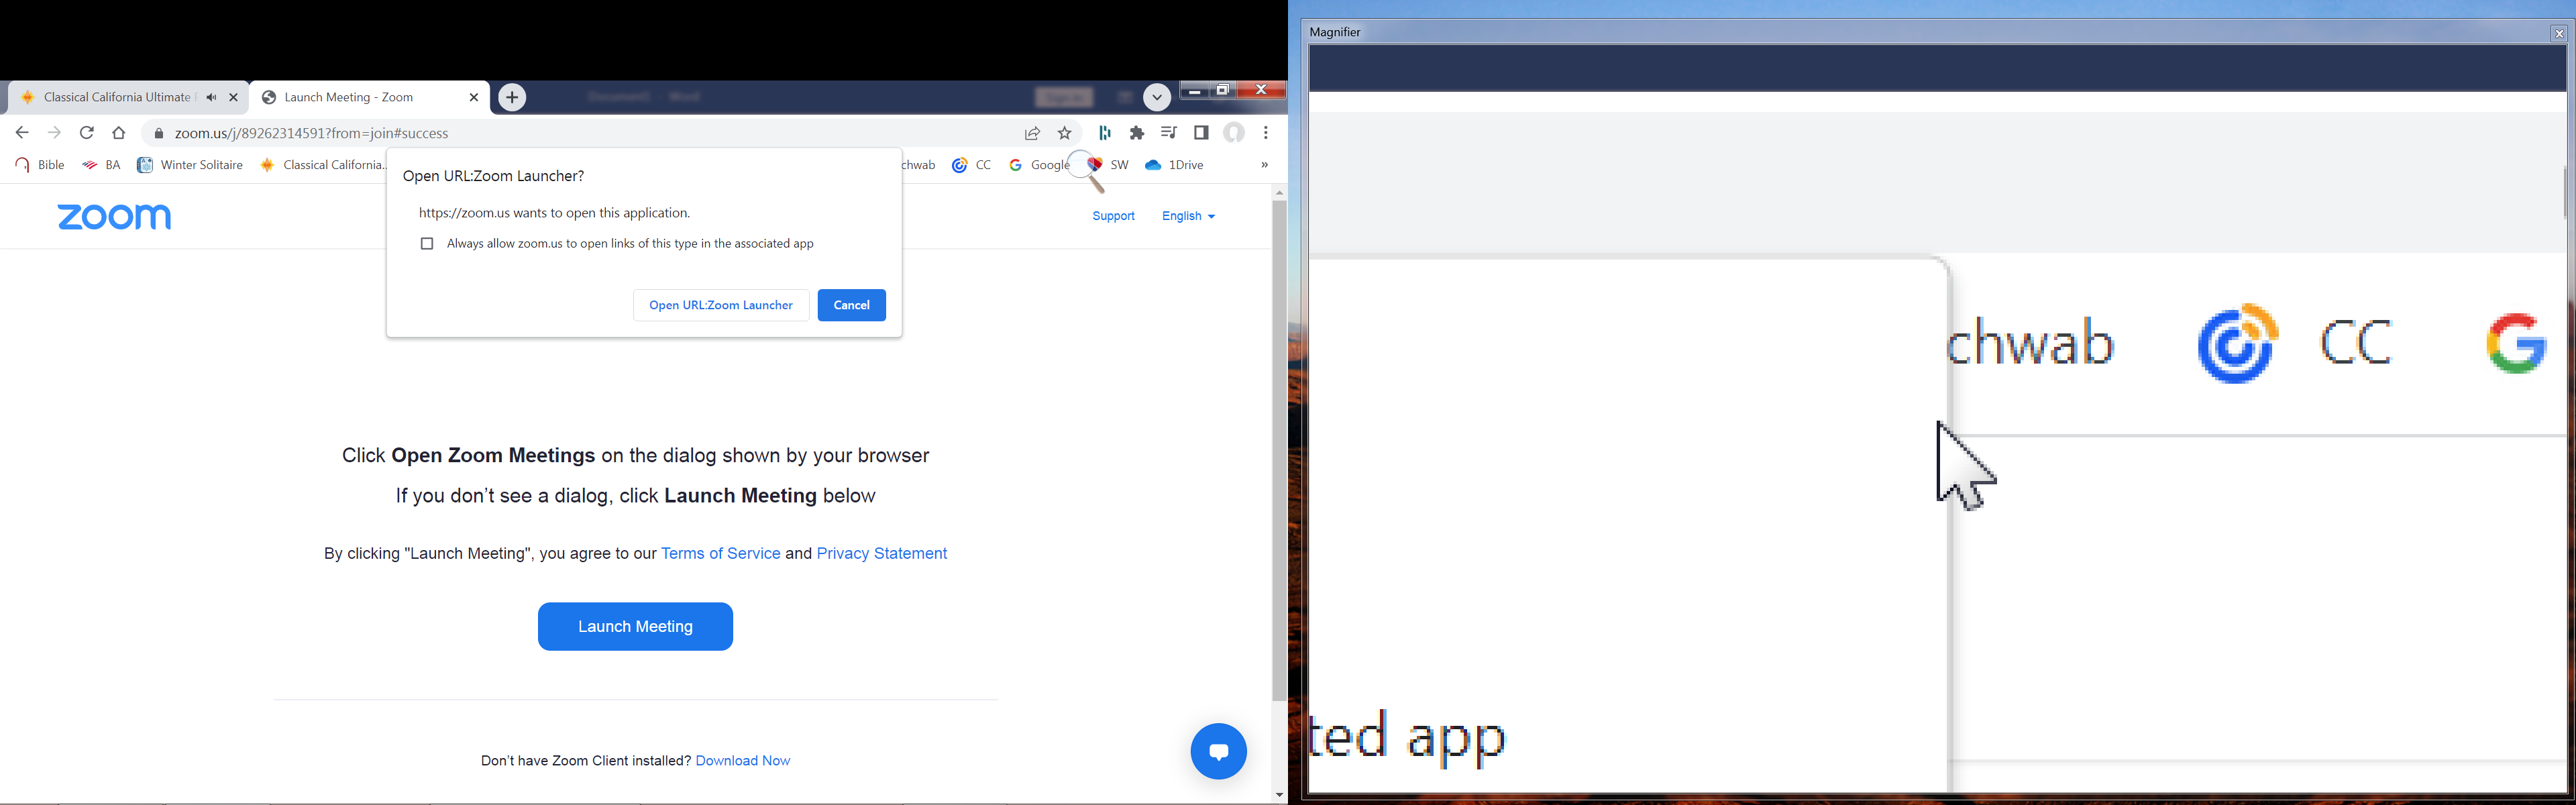 Classical California Ultimate
Launch Meeting - Zoom
zoom.us/j/89262314591?from=join#success
Bible
BA
Winter Solitaire
Classical California..
chwab
CC
Google
SW
1Drive
»
Open URL:Zoom Launcher?
https://zoom.us wants to open this application.
Always allow zoom.us to open links of this type in the associated app
Open URL:Zoom Launcher
Cancel
zoom
Support
English
Click Open Zoom Meetings on the dialog shown by your browser
If you don't see a dialog, click Launch Meeting below
By clicking "Launch Meeting", you agree to our Terms of Service and Privacy Statement
Launch Meeting
Don't have Zoom Client installed? Download Now
Magnifier
chwab
CC
ted app